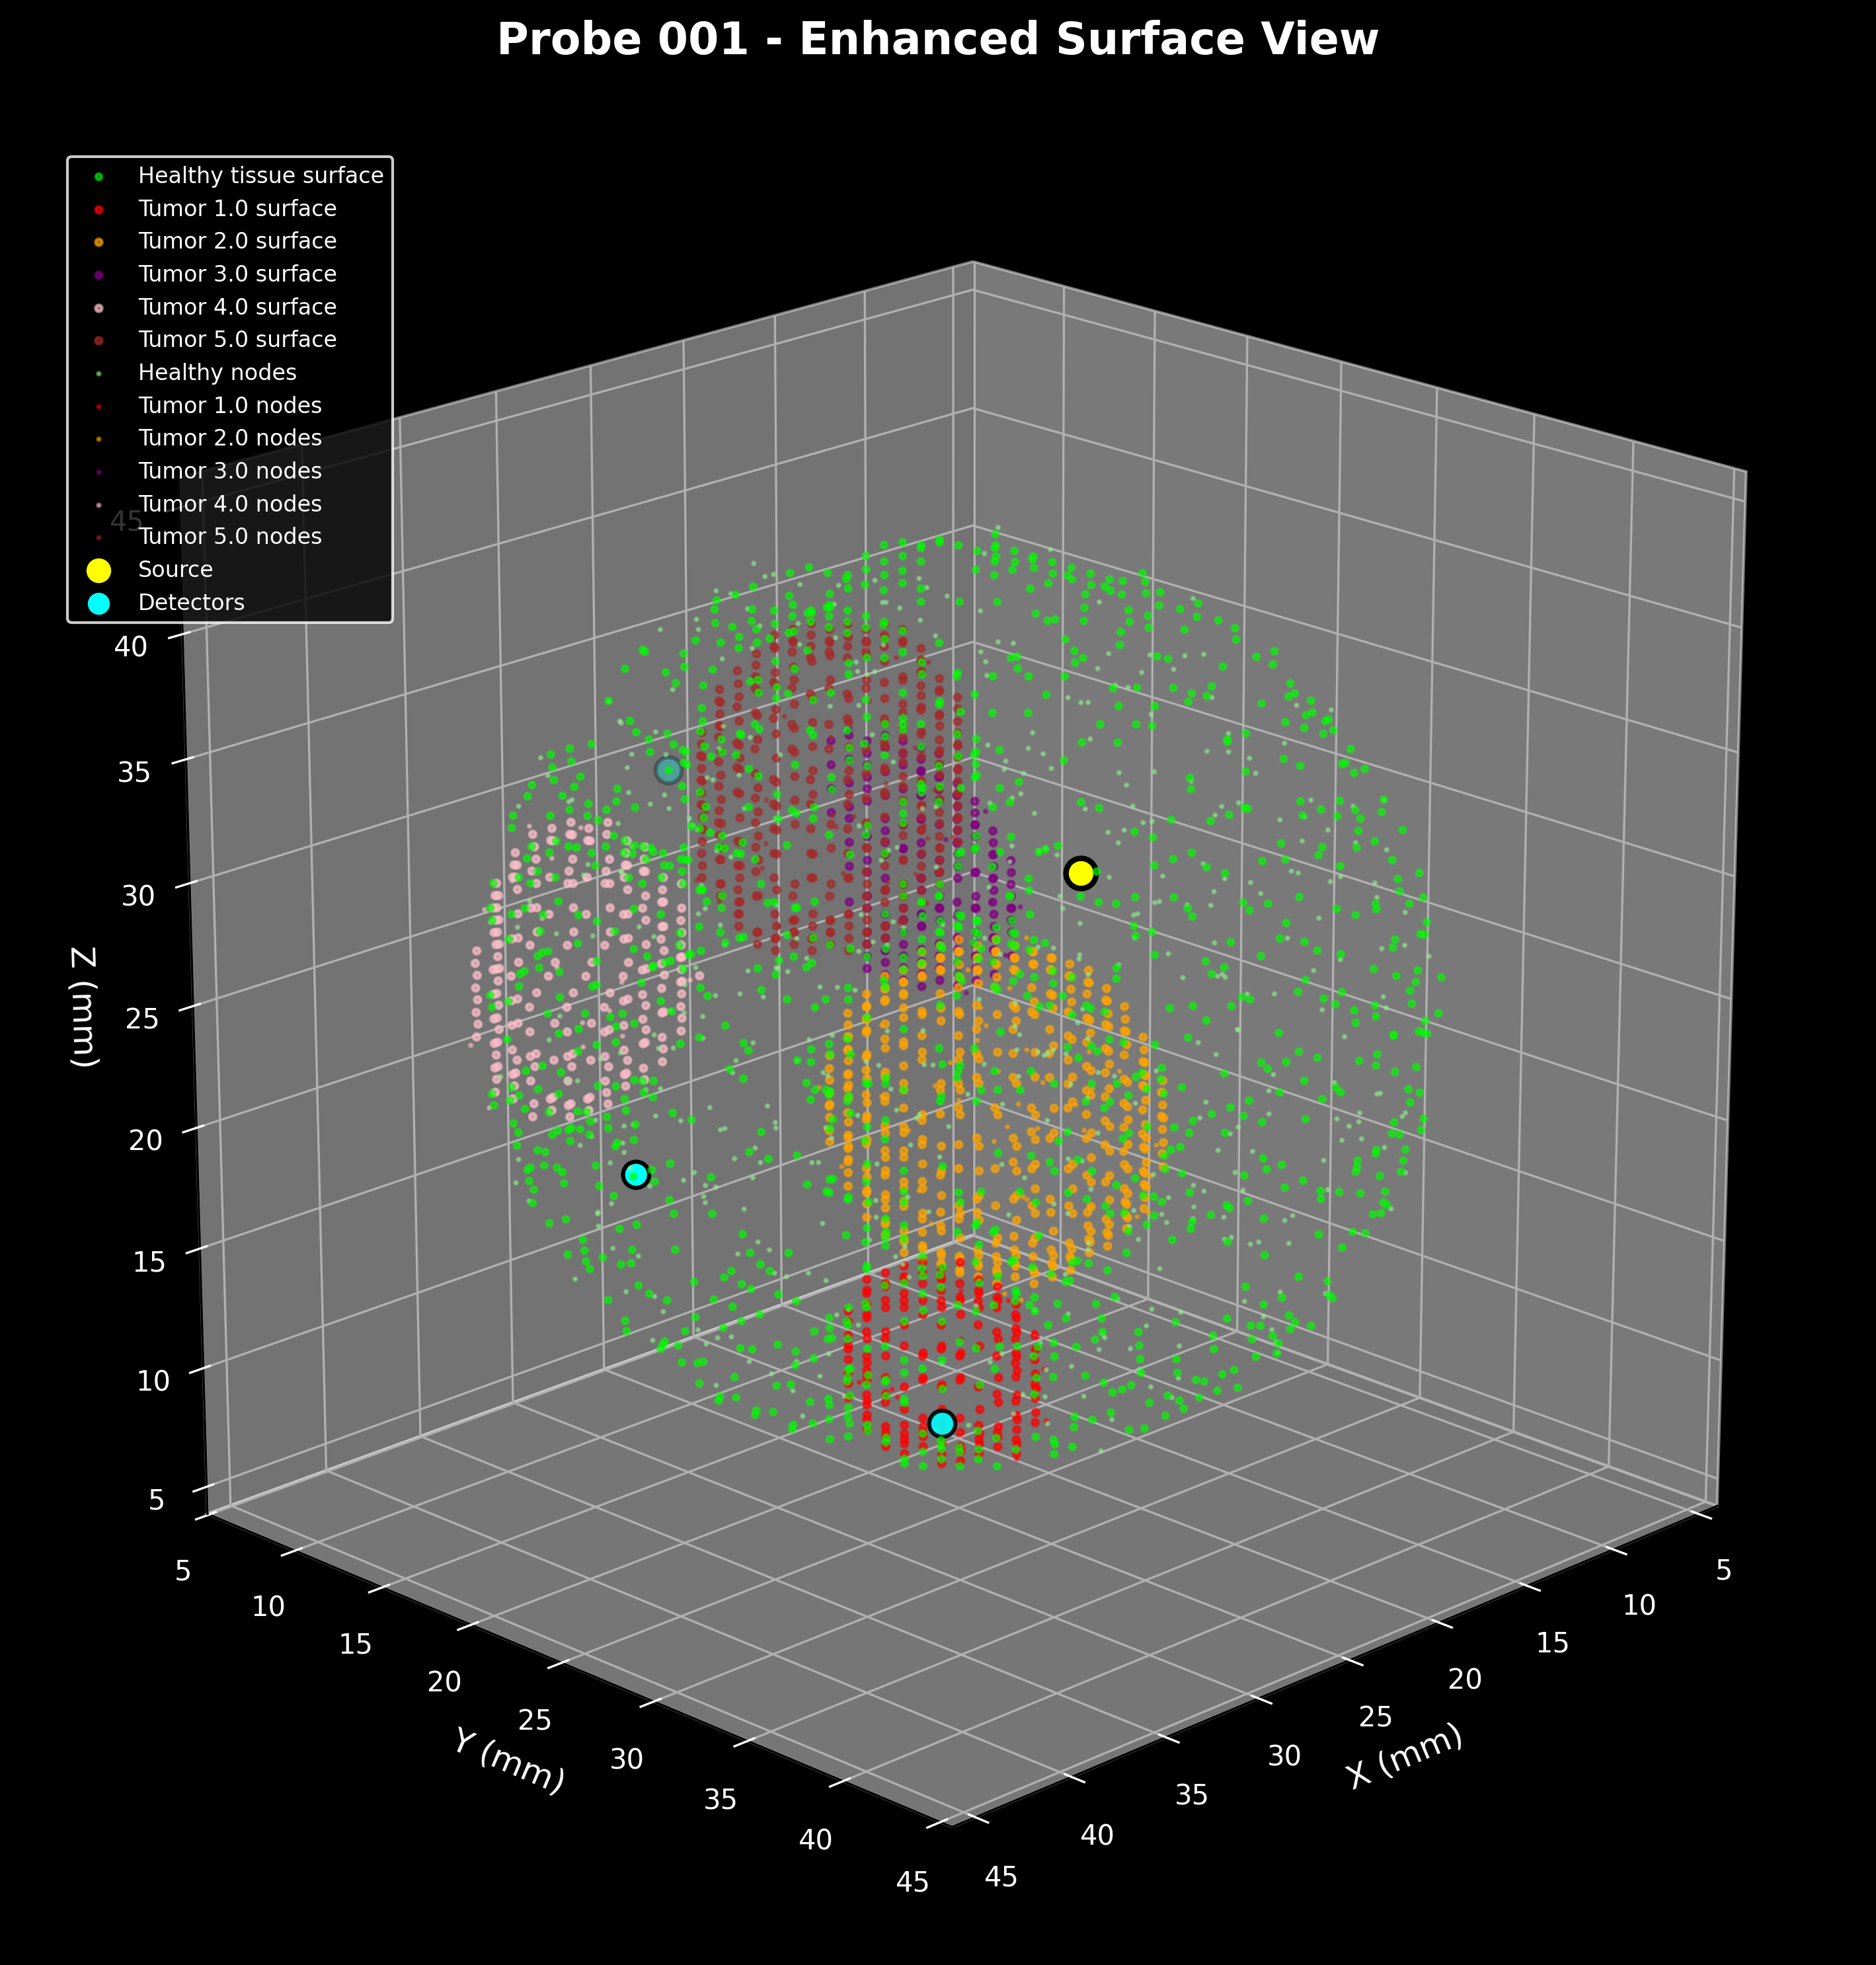 Probe 001 - Enhanced Surface View
Healthy tissue surface
Tumor 1.0 surface
Tumor 2.0 surface
Tumor 3.0 surface
Tumor 4.0 surface
Tumor 5.0 surface
Healthy nodes
Tumor 1.0 nodes
Tumor 2.0 nodes
Tumor 3.0 nodes
Tumor 4.0 nodes
Tumor 5.0 nodes
Source
Detectors
45
40
35
30
25
20
15
10
5
Z (mm)
5
10
15
20
25
30
35
40
45
Y (mm)
5
10
15
20
25
30
35
40
45
X (mm)